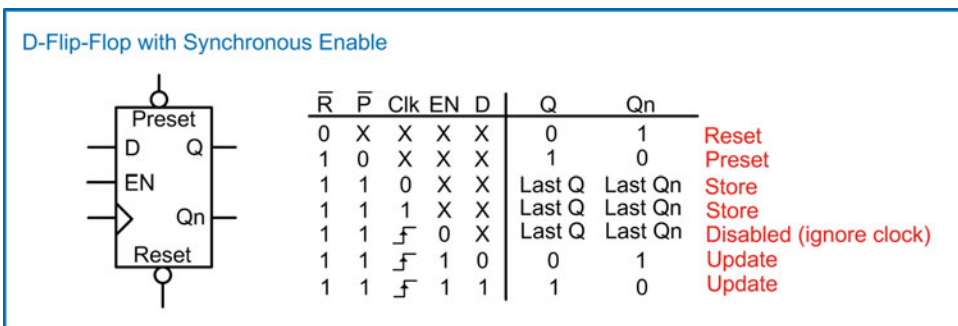 D-Flip-Flop with Synchronous Enable
Preset
D Q
EN
Qn
Reset
R̅ P̅ Clk EN D Q Qn
0 X X X X 0 1 Reset
1 0 X X X 1 0 Preset
1 1 0 X X Last Q Last Qn Store
1 1 1 X X Last Q Last Qn Store
1 1 0 X Last Q Last Qn Disabled (ignore clock)
1 1 1 0 0 1 Update
1 1 1 1 1 0 Update